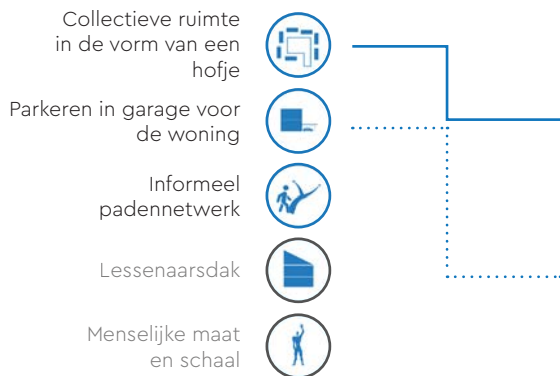 Collectieve ruimte
in de vorm van een
hofje
Parkeren in garage voor
de woning
Informeel
padennetwerk
Lessenaarsdak
Menselijke maat
en schaal